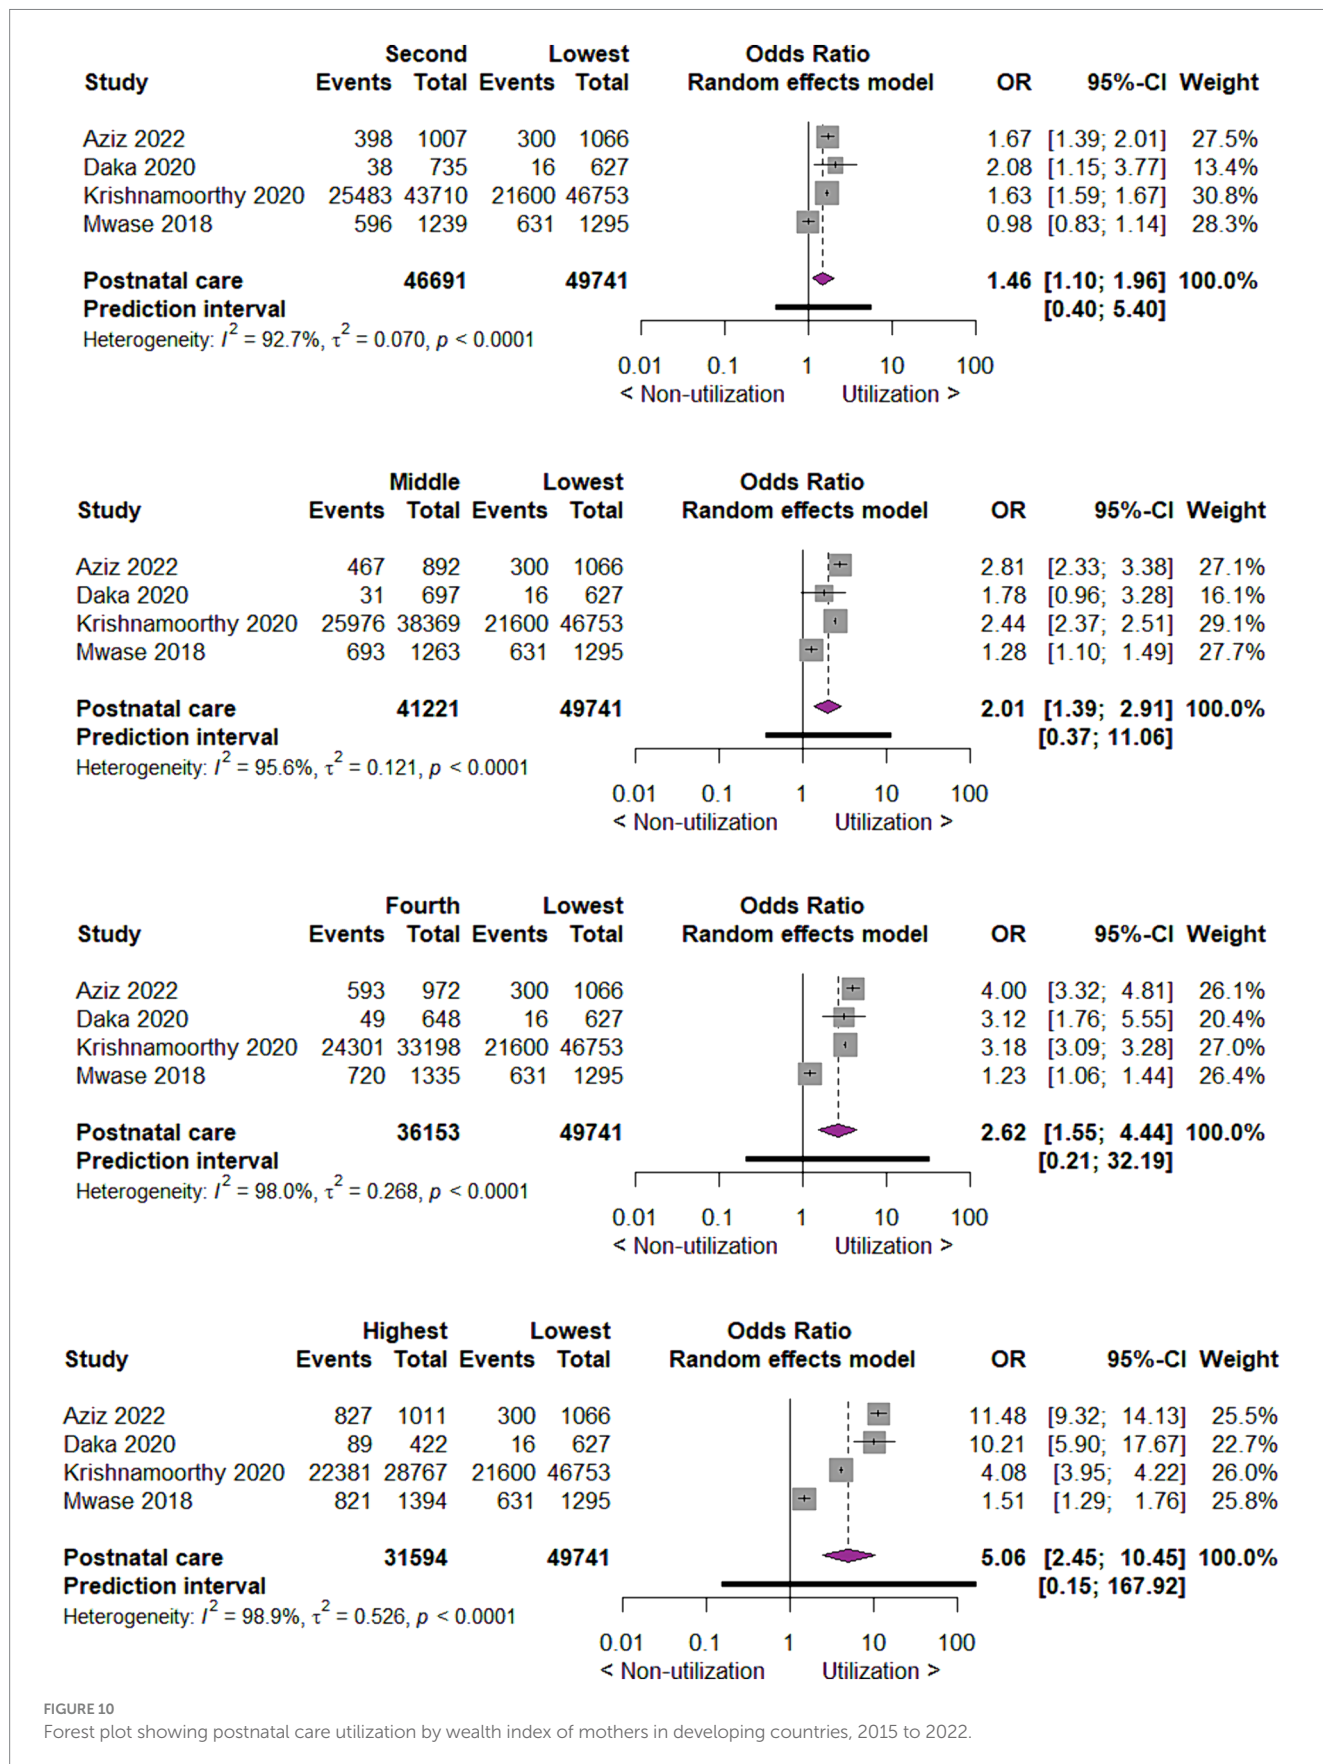 Second Lowest Odds Ratio
Study Events Total Events Total Random effects model OR 95%-CI Weight
Aziz 2022 398 1007 300 1066 1.67 [1.39; 2.01] 27.5%
Daka 2020 38 735 16 627 2.08 [1.15; 3.77] 13.4%
Krishnamoorthy 2020 25483 43710 21600 46753 1.63 [1.59; 1.67] 30.8%
Mwase 2018 596 1239 631 1295 0.98 [0.83; 1.14] 28.3%
Postnatal care 46691 49741 1.46 [1.10; 1.96] 100.0%
Prediction interval [0.40; 5.40]
Heterogeneity: I² = 92.7%, τ² = 0.070, p < 0.0001
0.01 0.1 1 10 100
< Non-utilization Utilization >
Middle Lowest Odds Ratio
Study Events Total Events Total Random effects model OR 95%-CI Weight
Aziz 2022 467 892 300 1066 2.81 [2.33; 3.38] 27.1%
Daka 2020 31 697 16 627 1.78 [0.96; 3.28] 16.1%
Krishnamoorthy 2020 25976 38369 21600 46753 2.44 [2.37; 2.51] 29.1%
Mwase 2018 693 1263 631 1295 1.28 [1.10; 1.49] 27.7%
Postnatal care 41221 49741 2.01 [1.39; 2.91] 100.0%
Prediction interval [0.37; 11.06]
Heterogeneity: I² = 95.6%, τ² = 0.121, p < 0.0001
0.01 0.1 1 10 100
< Non-utilization Utilization >
Fourth Lowest Odds Ratio
Study Events Total Events Total Random effects model OR 95%-CI Weight
Aziz 2022 593 972 300 1066 4.00 [3.32; 4.81] 26.1%
Daka 2020 49 648 16 627 3.12 [1.76; 5.55] 20.4%
Krishnamoorthy 2020 24301 33198 21600 46753 3.18 [3.09; 3.28] 27.0%
Mwase 2018 720 1335 631 1295 1.23 [1.06; 1.44] 26.4%
Postnatal care 36153 49741 2.62 [1.55; 4.44] 100.0%
Prediction interval [0.21; 32.19]
Heterogeneity: I² = 98.0%, τ² = 0.268, p < 0.0001
0.01 0.1 1 10 100
< Non-utilization Utilization >
Highest Lowest Odds Ratio
Study Events Total Events Total Random effects model OR 95%-CI Weight
Aziz 2022 827 1011 300 1066 11.48 [9.32; 14.13] 25.5%
Daka 2020 89 422 16 627 10.21 [5.90; 17.67] 22.7%
Krishnamoorthy 2020 22381 28767 21600 46753 4.08 [3.95; 4.22] 26.0%
Mwase 2018 821 1394 631 1295 1.51 [1.29; 1.76] 25.8%
Postnatal care 31594 49741 5.06 [2.45; 10.45] 100.0%
Prediction interval [0.15; 167.92]
Heterogeneity: I² = 98.9%, τ² = 0.526, p < 0.0001
0.01 0.1 1 10 100
< Non-utilization Utilization >
FIGURE 10
Forest plot showing postnatal care utilization by wealth index of mothers in developing countries, 2015 to 2022.